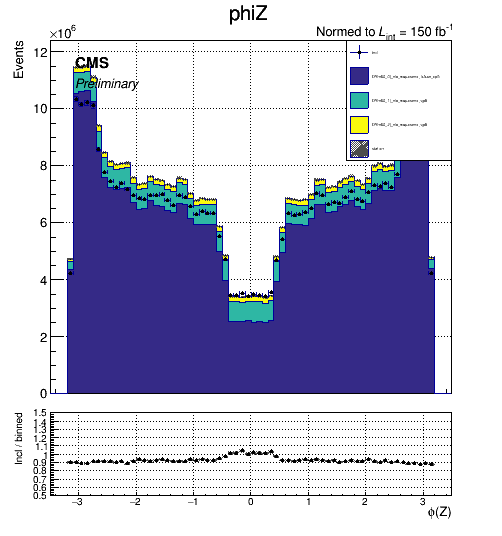 phiZ
×10⁶
Normed to L_int = 150 fb⁻¹
Events
CMS
Preliminary
12
10
8
6
4
2
0
Incl / binned
1.5
1.4
1.3
1.2
1.1
1
0.9
0.8
0.7
0.6
0.5
−3 −2 −1 0 1 2 3
ϕ(Z)